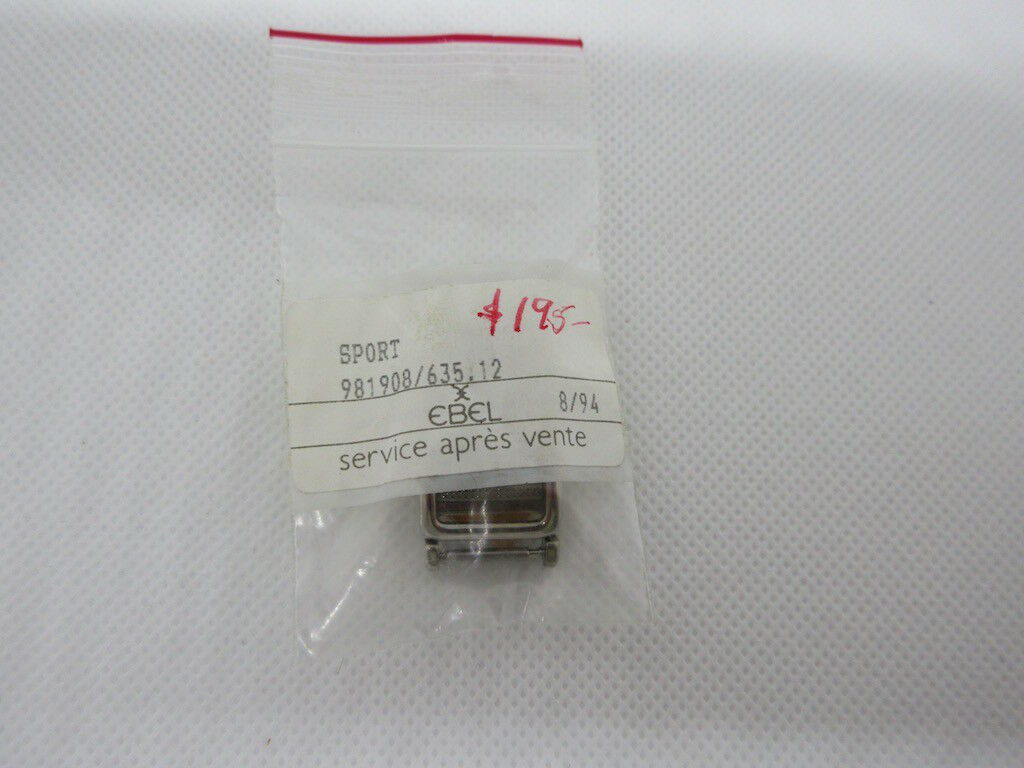 $195-
SPORT
981908/635.12
EBEL 8/94
service après vente